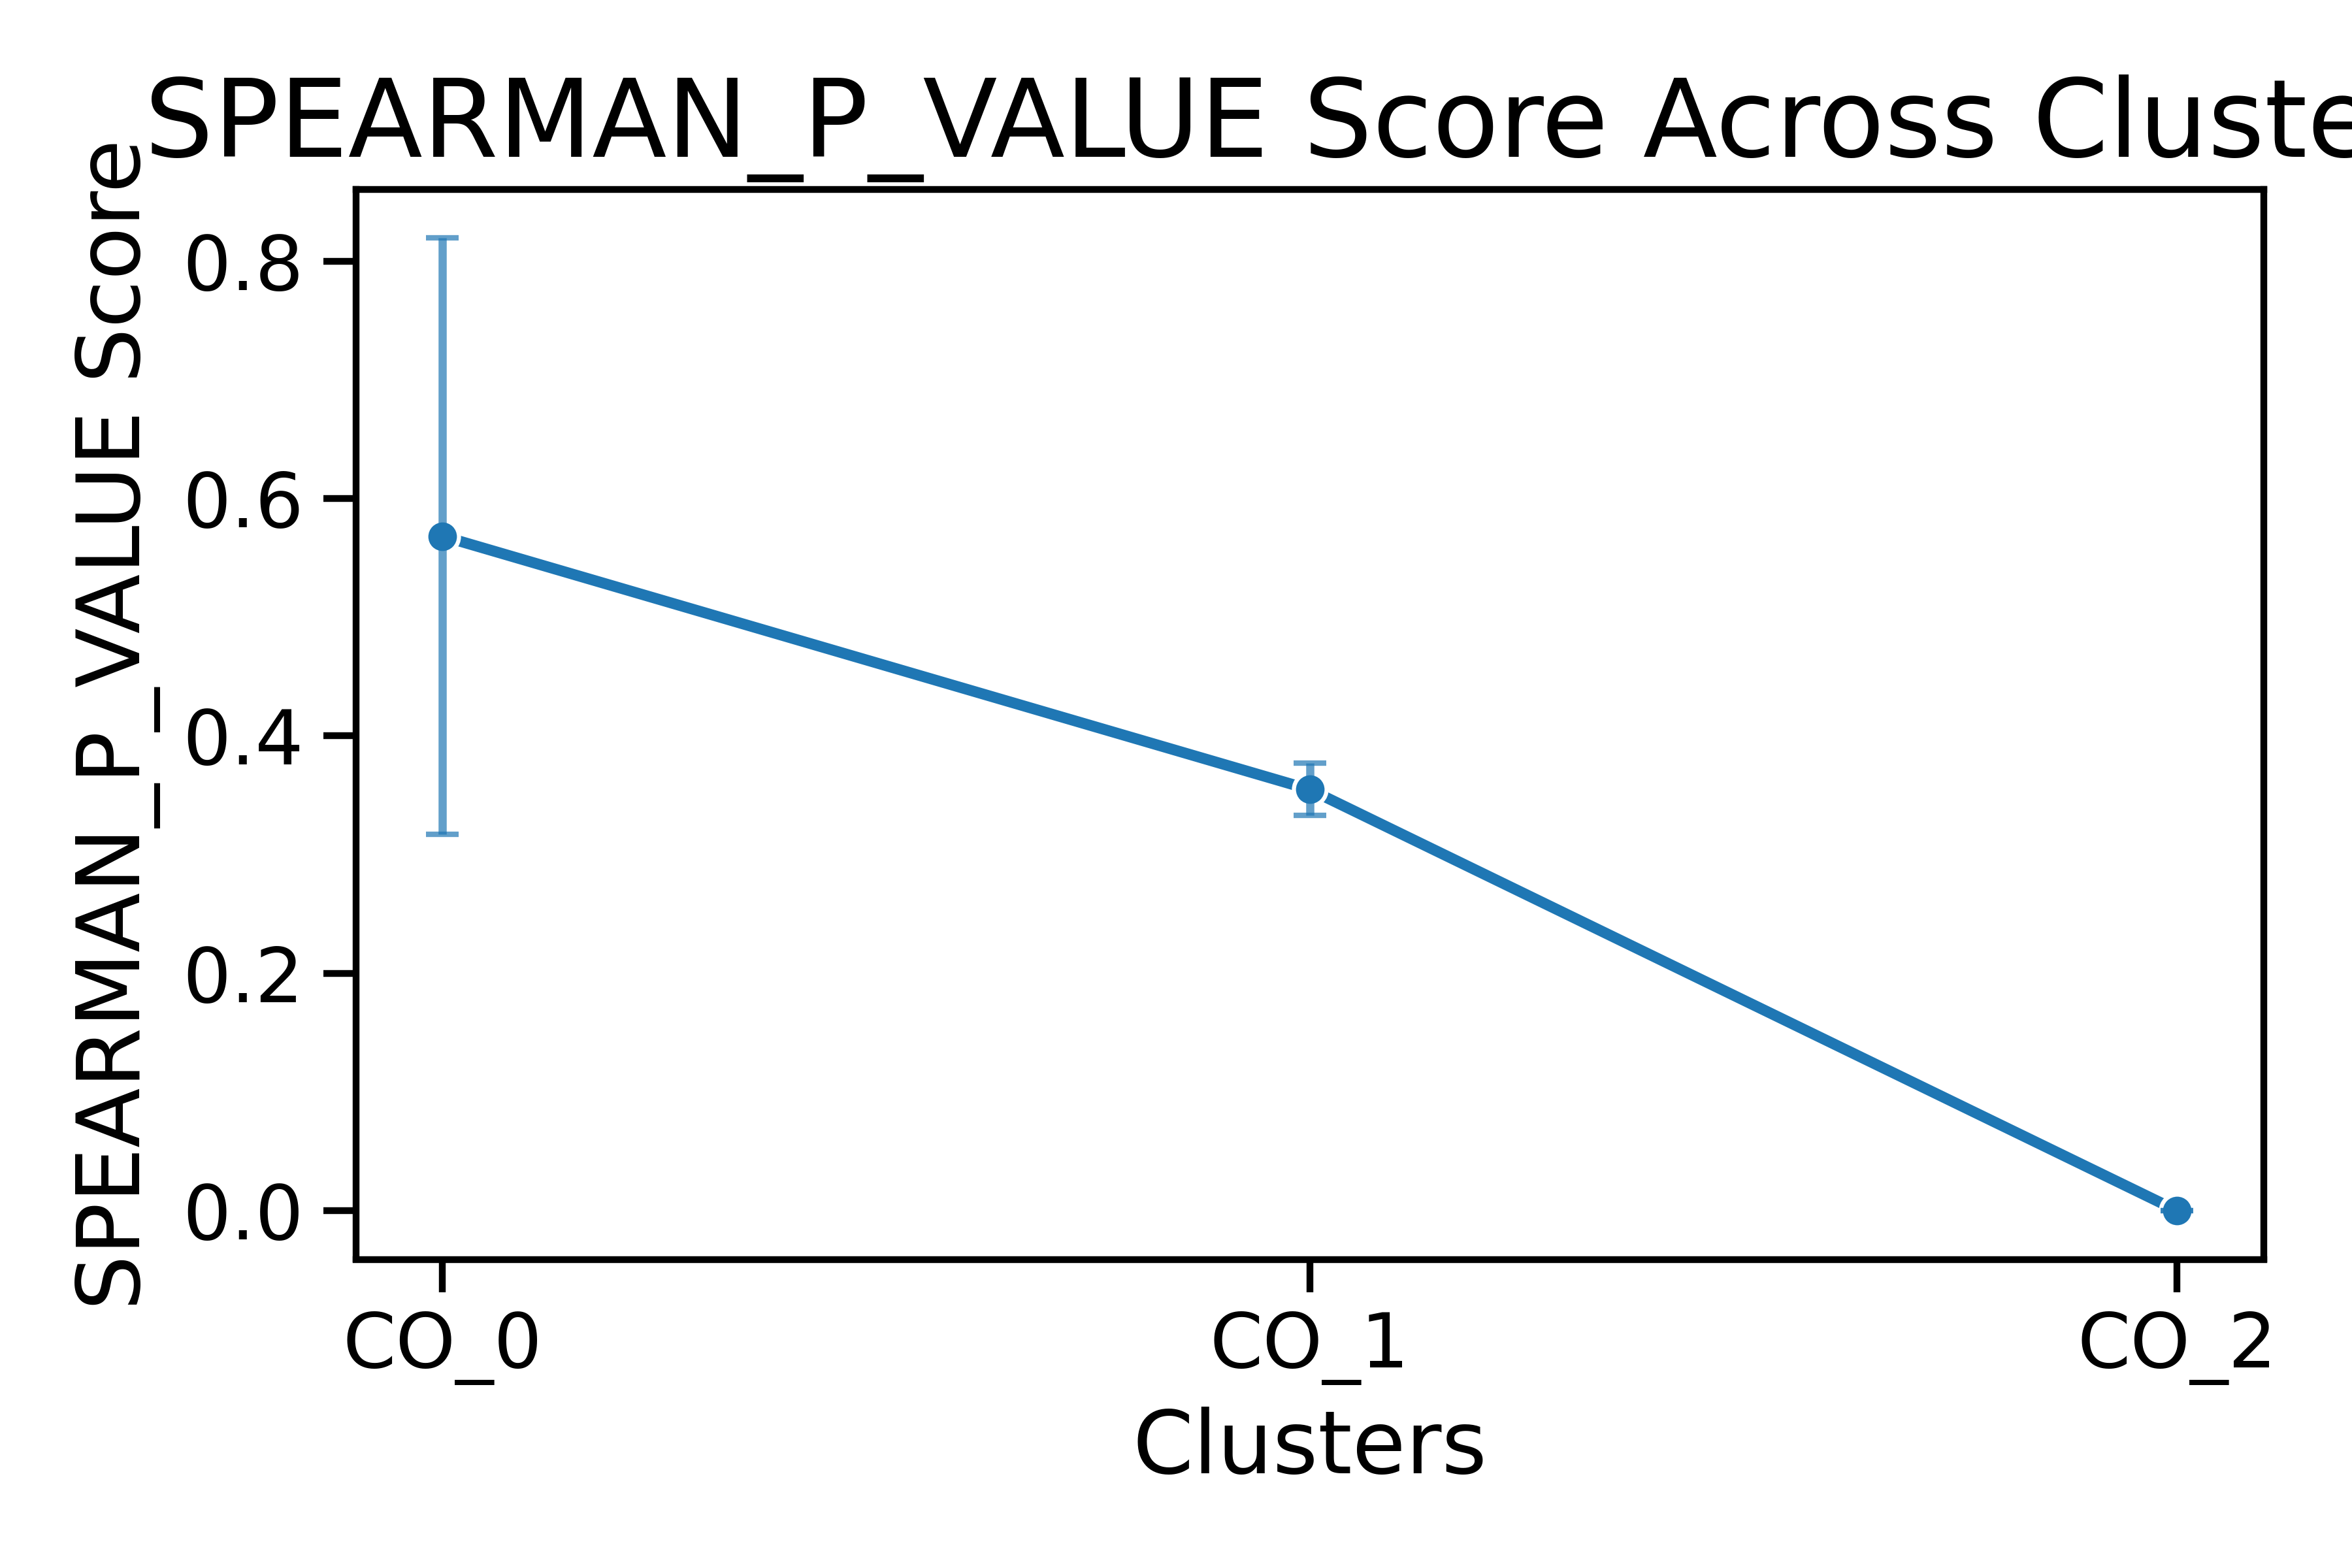 SPEARMAN_P_VALUE Score Across Cluste
SPEARMAN_P_VALUE Score
0.8
0.6
0.4
0.2
0.0
CO_0 CO_1 CO_2
Clusters